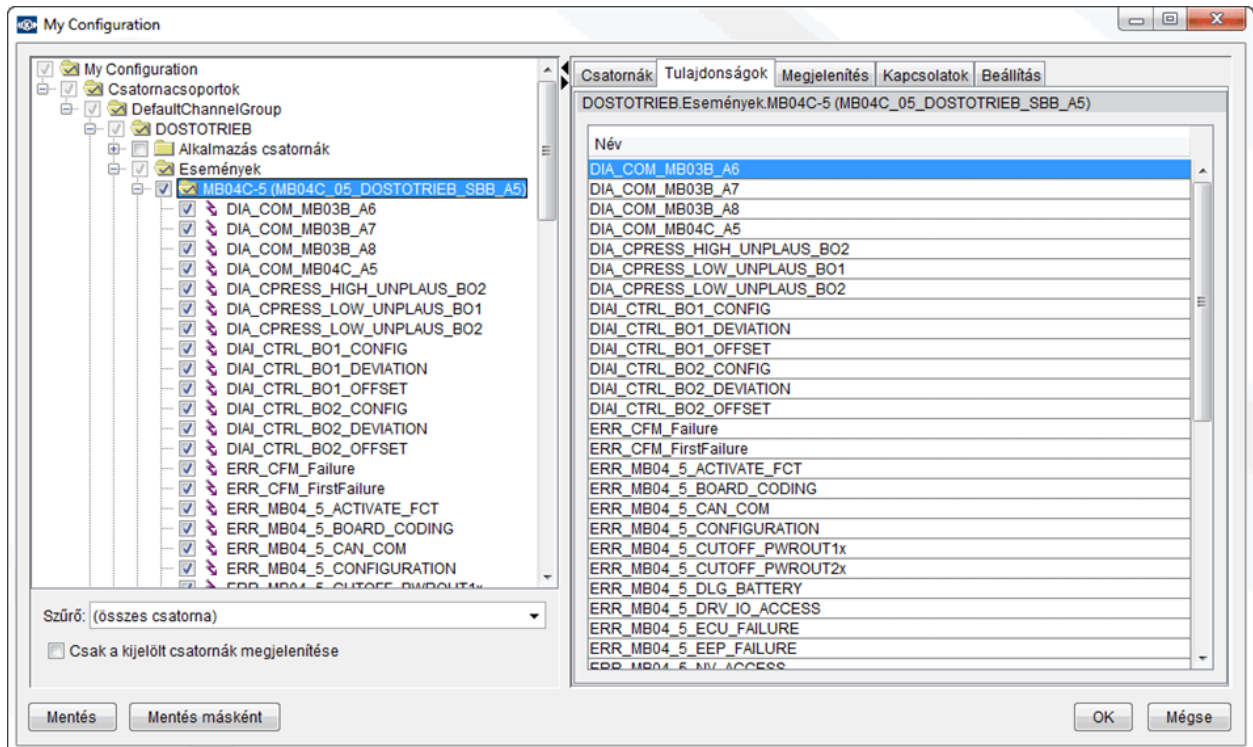 My Configuration
My Configuration
Csatornacsoportok
DefaultChannelGroup
DOSTOTRIEB
Alkalmazás csatornák
Események
MB04C-5 (MB04C_05_DOSTOTRIEB_SBB_A5)
DIA_COM_MB03B_A6
DIA_COM_MB03B_A7
DIA_COM_MB03B_A8
DIA_COM_MB04C_A5
DIA_CPRESS_HIGH_UNPLAUS_BO2
DIA_CPRESS_LOW_UNPLAUS_BO1
DIA_CPRESS_LOW_UNPLAUS_BO2
DIAI_CTRL_BO1_CONFIG
DIAI_CTRL_BO1_DEVIATION
DIAI_CTRL_BO1_OFFSET
DIAI_CTRL_BO2_CONFIG
DIAI_CTRL_BO2_DEVIATION
DIAI_CTRL_BO2_OFFSET
ERR_CFM_Failure
ERR_CFM_FirstFailure
ERR_MB04_5_ACTIVATE_FCT
ERR_MB04_5_BOARD_CODING
ERR_MB04_5_CAN_COM
ERR_MB04_5_CONFIGURATION
ERR_MB04_5_CUTOFF_PWROUT1x
Szűrő: (összes csatorna)
Csak a kijelölt csatornák megjelenítése
Csatornák Tulajdonságok Megjelenítés Kapcsolatok Beállítás
DOSTOTRIEB.Események.MB04C-5 (MB04C_05_DOSTOTRIEB_SBB_A5)
Név
DIA_COM_MB03B_A6
DIA_COM_MB03B_A7
DIA_COM_MB03B_A8
DIA_COM_MB04C_A5
DIA_CPRESS_HIGH_UNPLAUS_BO2
DIA_CPRESS_LOW_UNPLAUS_BO1
DIA_CPRESS_LOW_UNPLAUS_BO2
DIAI_CTRL_BO1_CONFIG
DIAI_CTRL_BO1_DEVIATION
DIAI_CTRL_BO1_OFFSET
DIAI_CTRL_BO2_CONFIG
DIAI_CTRL_BO2_DEVIATION
DIAI_CTRL_BO2_OFFSET
ERR_CFM_Failure
ERR_CFM_FirstFailure
ERR_MB04_5_ACTIVATE_FCT
ERR_MB04_5_BOARD_CODING
ERR_MB04_5_CAN_COM
ERR_MB04_5_CONFIGURATION
ERR_MB04_5_CUTOFF_PWROUT1x
ERR_MB04_5_CUTOFF_PWROUT2x
ERR_MB04_5_DLG_BATTERY
ERR_MB04_5_DRV_IO_ACCESS
ERR_MB04_5_ECU_FAILURE
ERR_MB04_5_EEP_FAILURE
ERR_MB04_5_NV_ACCESS
Mentés Mentés másként OK Mégse